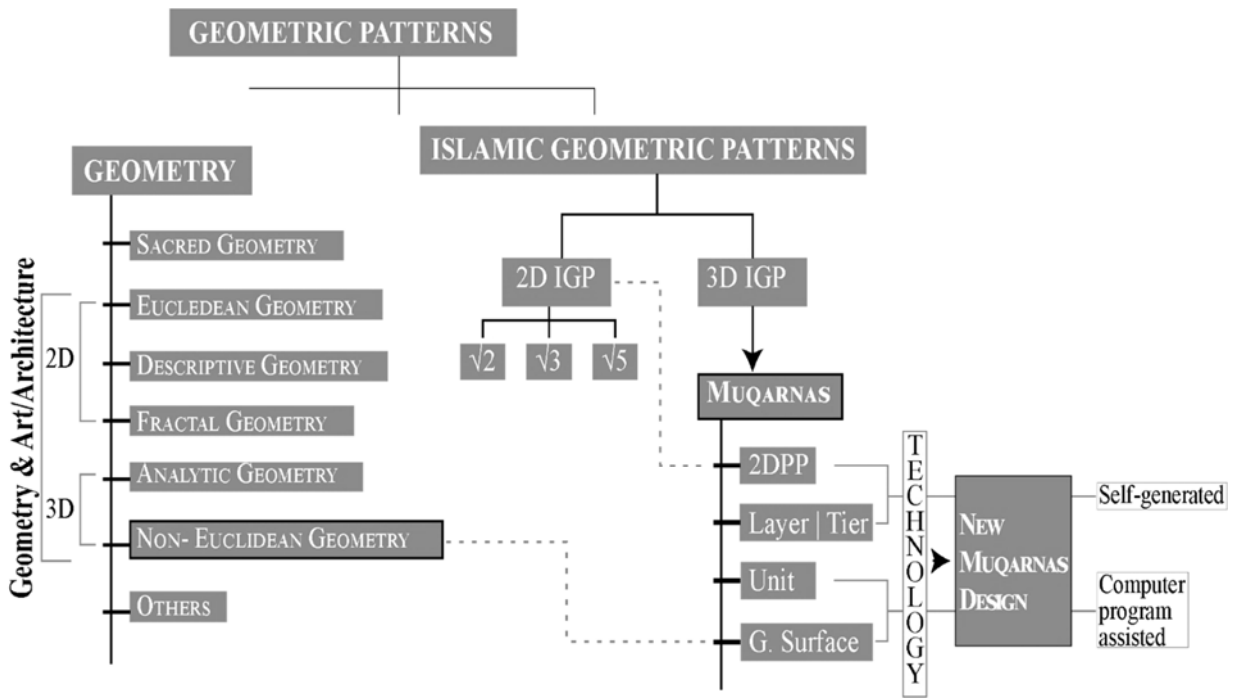 GEOMETRIC PATTERNS
ISLAMIC GEOMETRIC PATTERNS
GEOMETRY
SACRED GEOMETRY
EUCLEDEAN GEOMETRY
DESCRIPTIVE GEOMETRY
FRACTAL GEOMETRY
ANALYTIC GEOMETRY
NON- EUCLIDEAN GEOMETRY
OTHERS
2D
3D
Geometry & Art/Architecture
2D IGP
3D IGP
√2
√3
√5
MUQARNAS
2DPP
Layer | Tier
Unit
G. Surface
TECHNOLOGY
NEW
MUQARNAS
DESIGN
Self-generated
Computer
program
assisted